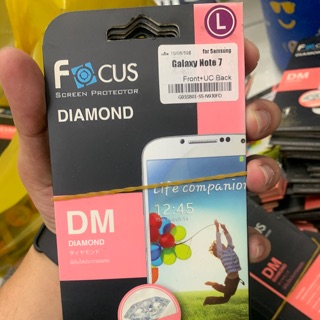 L
for Samsung
Galaxy Note 7
Front+UC Back
FOCUS
SCREEN PROTECTOR
DIAMOND
life companion
12:45
DM
DIAMOND
DM